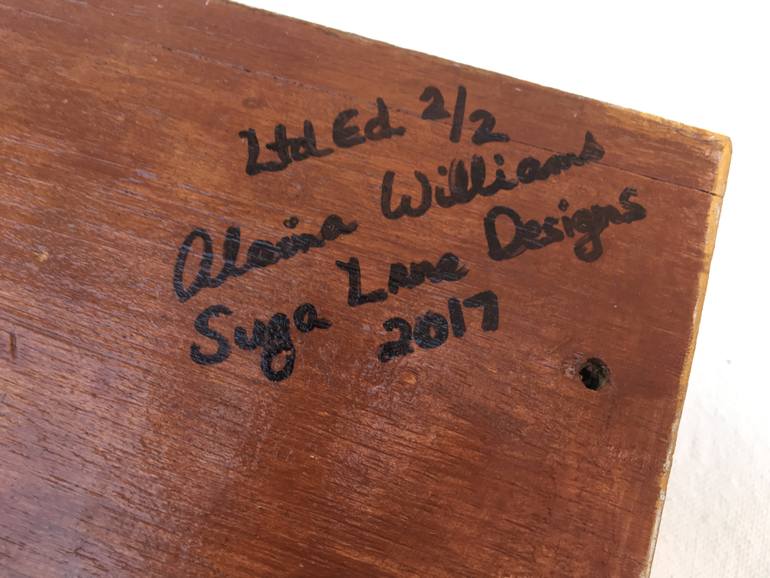 Ltd Ed. 2/2
Alaina Williams
Suga Lane Designs
2017